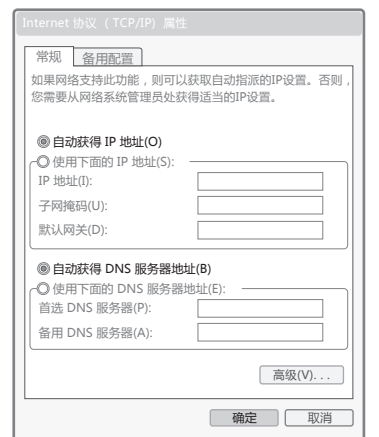 Internet 协议 （TCP/IP) 属性
常规 备用配置
如果网络支持此功能，则可以获取自动指派的IP设置。否则，
您需要从网络系统管理员处获得适当的IP设置。
自动获得 IP 地址(O)
使用下面的 IP 地址(S):
IP 地址(I):
子网掩码(U):
默认网关(D):
自动获得 DNS 服务器地址(B)
使用下面的 DNS 服务器地址(E):
首选 DNS 服务器(P):
备用 DNS 服务器(A):
高级(V)...
确定 取消